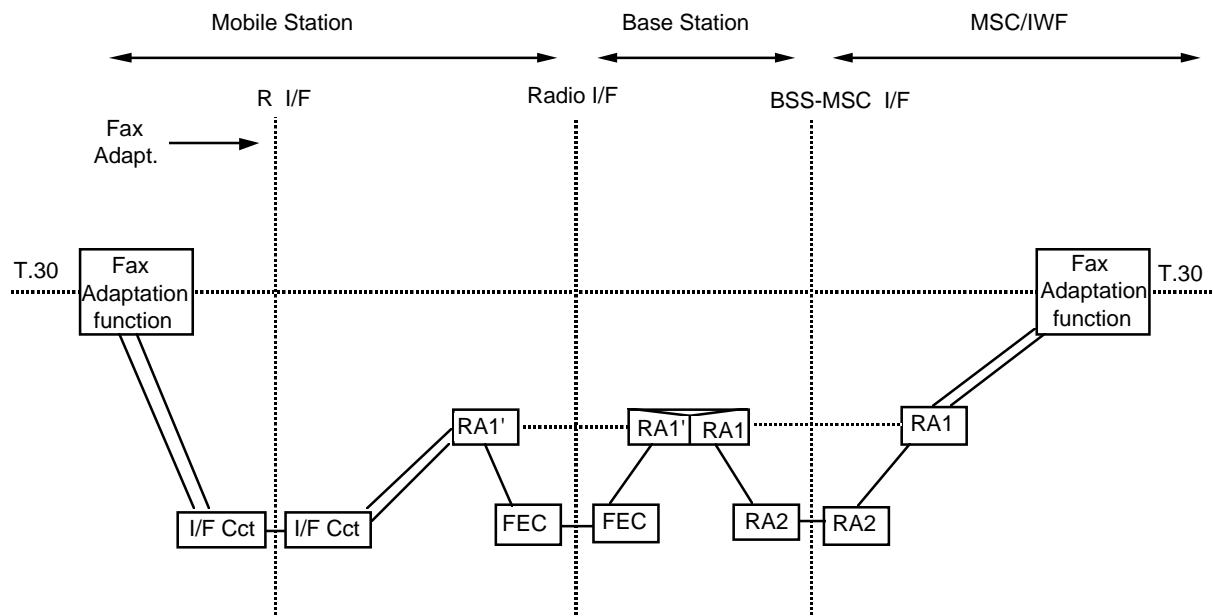 Mobile Station
Base Station
MSC/IWF
R I/F
Radio I/F
BSS-MSC I/F
Fax
Adapt.
T.30
Fax
Adaptation
function
Fax
Adaptation
function
T.30
RA1'
RA1'
RA1
RA1
I/F Cct
I/F Cct
FEC
FEC
RA2
RA2